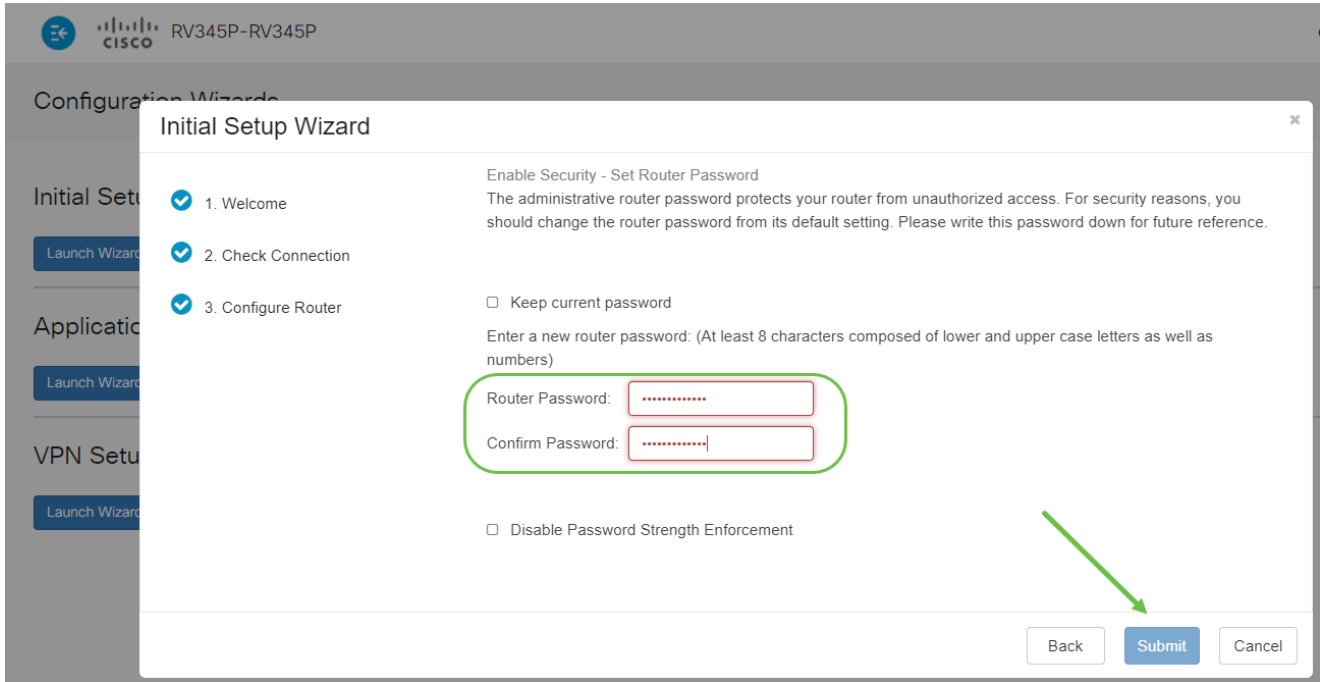 CISCO RV345P-RV345P
Configuration Wizards
Initial Setup Wizard
Initial Setu
Launch Wizard
Applicatio
Launch Wizard
VPN Setu
Launch Wizard
1. Welcome
2. Check Connection
3. Configure Router
Enable Security - Set Router Password
The administrative router password protects your router from unauthorized access. For security reasons, you
should change the router password from its default setting. Please write this password down for future reference.
Keep current password
Enter a new router password: (At least 8 characters composed of lower and upper case letters as well as
numbers)
Router Password: •••••••••••••
Confirm Password: •••••••••••••
Disable Password Strength Enforcement
Back Submit Cancel